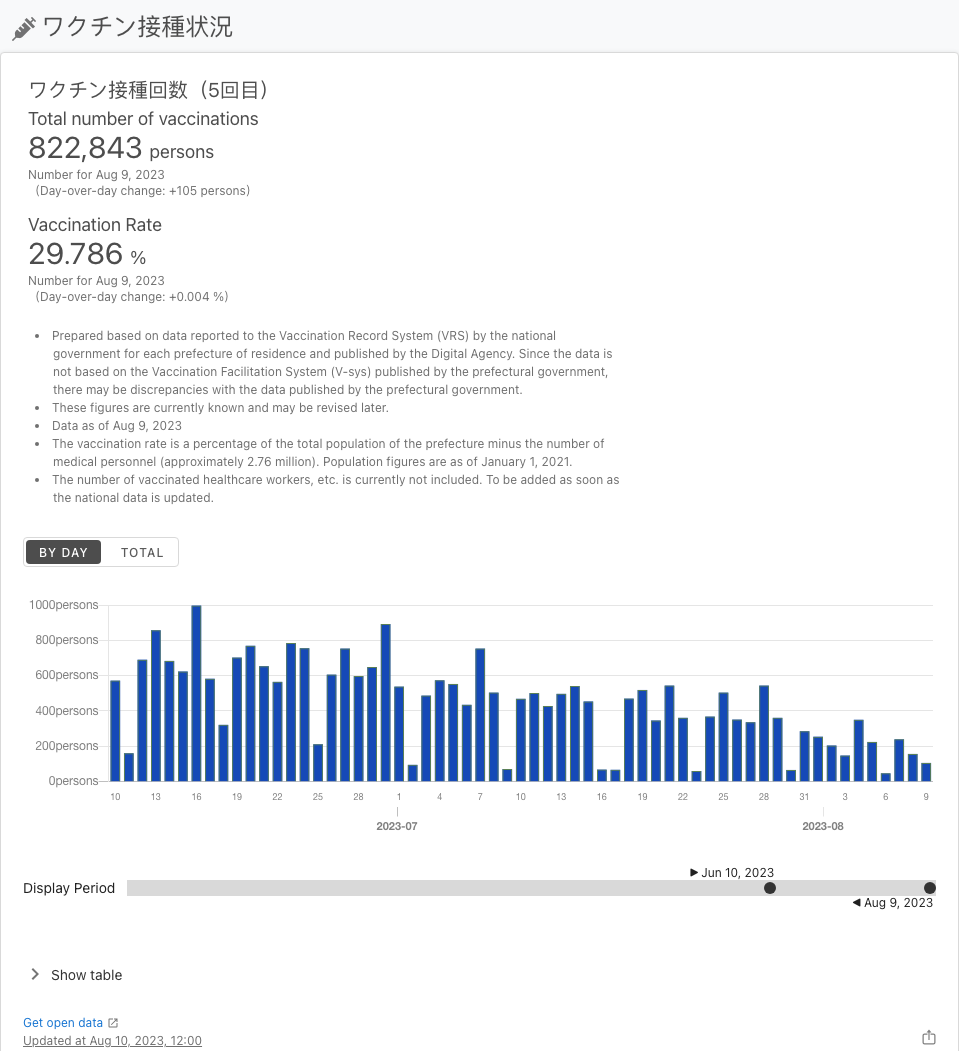 ワクチン接種状況
ワクチン接種回数（5回目）
Total number of vaccinations
822,843 persons
Number for Aug 9, 2023
(Day-over-day change: +105 persons)
Vaccination Rate
29.786 %
Number for Aug 9, 2023
(Day-over-day change: +0.004 %)
• Prepared based on data reported to the Vaccination Record System (VRS) by the national
government for each prefecture of residence and published by the Digital Agency. Since the data is
not based on the Vaccination Facilitation System (V-sys) published by the prefectural government,
there may be discrepancies with the data published by the prefectural government.
• These figures are currently known and may be revised later.
• Data as of Aug 9, 2023
• The vaccination rate is a percentage of the total population of the prefecture minus the number of
medical personnel (approximately 2.76 million). Population figures are as of January 1, 2021.
• The number of vaccinated healthcare workers, etc. is currently not included. To be added as soon as
the national data is updated.
BY DAY TOTAL
1000persons
800persons
600persons
400persons
200persons
0persons
10 13 16 19 22 25 28 1 4 7 10 13 16 19 22 25 28 31 3 6 9
2023-07 2023-08
▶ Jun 10, 2023
Display Period
◀ Aug 9, 2023
Show table
Get open data
Updated at Aug 10, 2023, 12:00